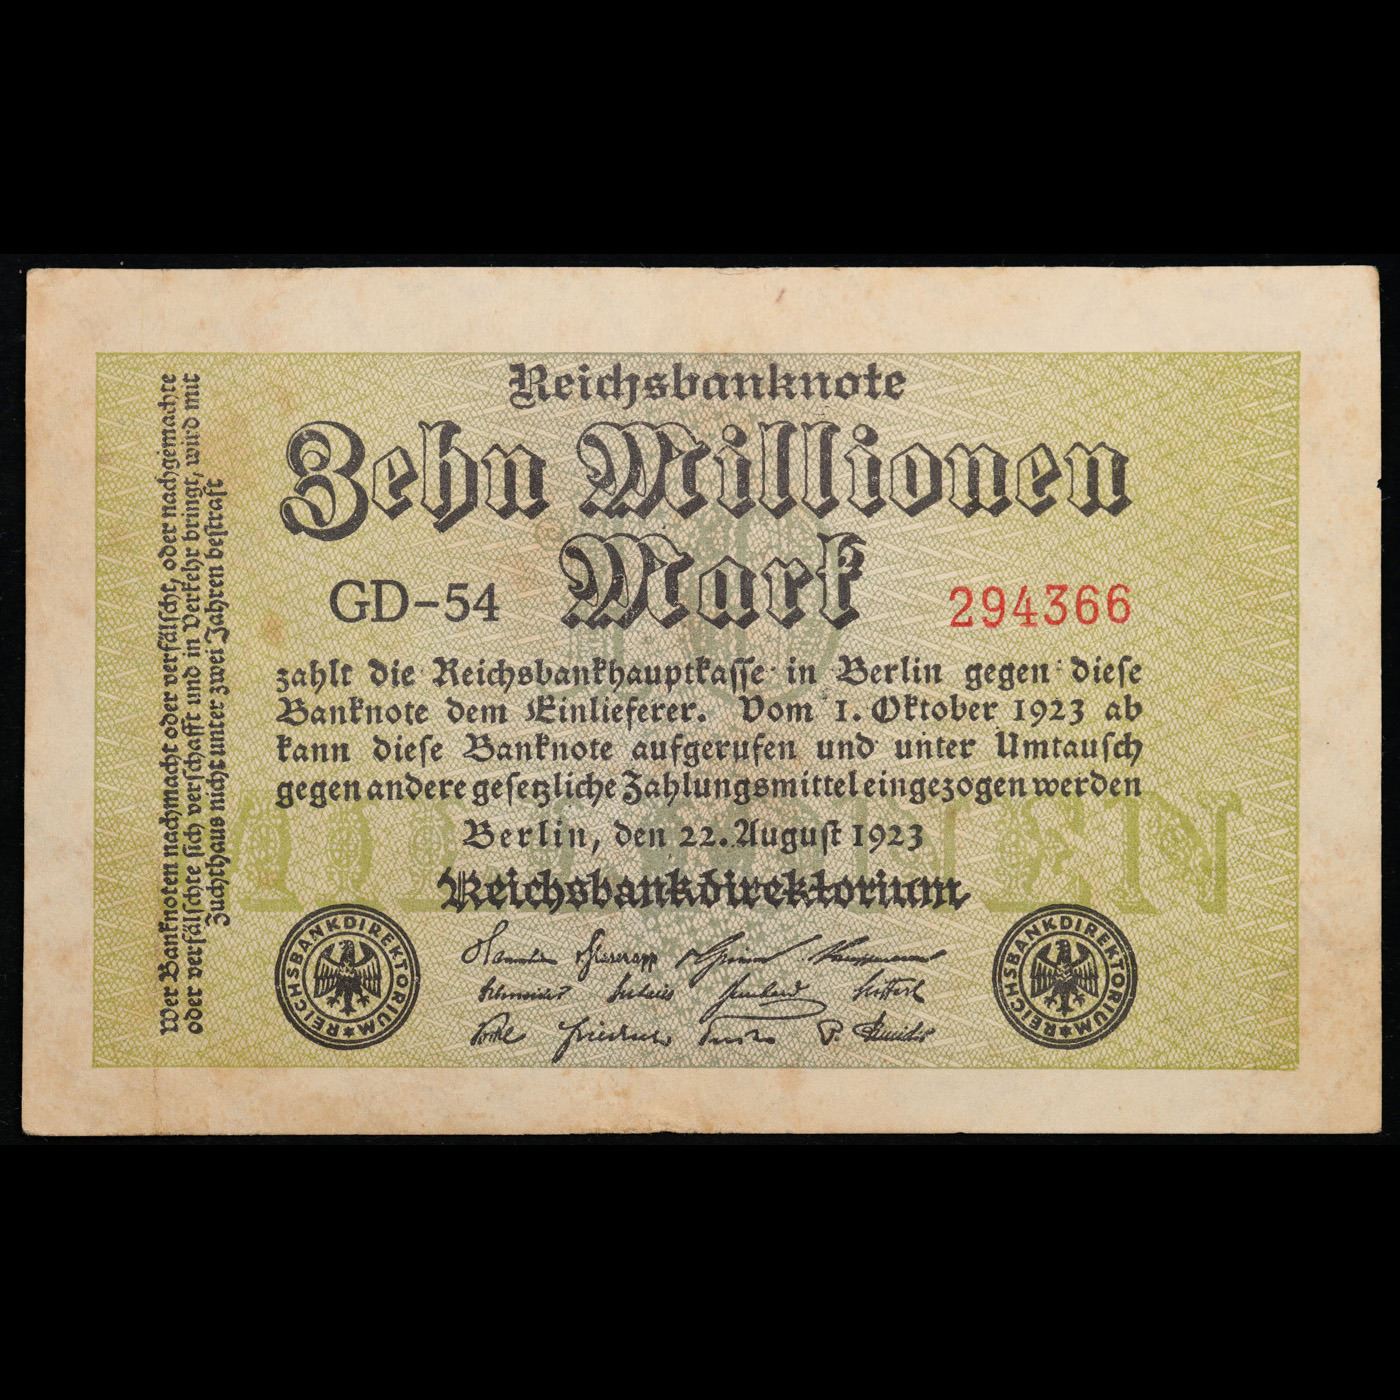 Reichsbanknote
Zehn Millionen
Mark
GD-54
294366
zahlt die Reichsbankhauptkasse in Berlin gegen diese
Banknote dem Einlieferer. Vom 1. Oktober 1923 ab
kann diese Banknote aufgerufen und unter Umtausch
gegen andere gesetzliche Zahlungsmittel eingezogen werden
Berlin, den 22. August 1923
Reichsbankdirektorium
REICHSBANKDIREKTORIUM
REICHSBANKDIREKTORIUM
Wer Banknoten nachmacht oder verfälscht, oder nachgemachte
oder verfälschte sich verschafft und in Verkehr bringt, wird mit
Zuchthaus nicht unter zwei Jahren bestraft
10
MILLIONEN